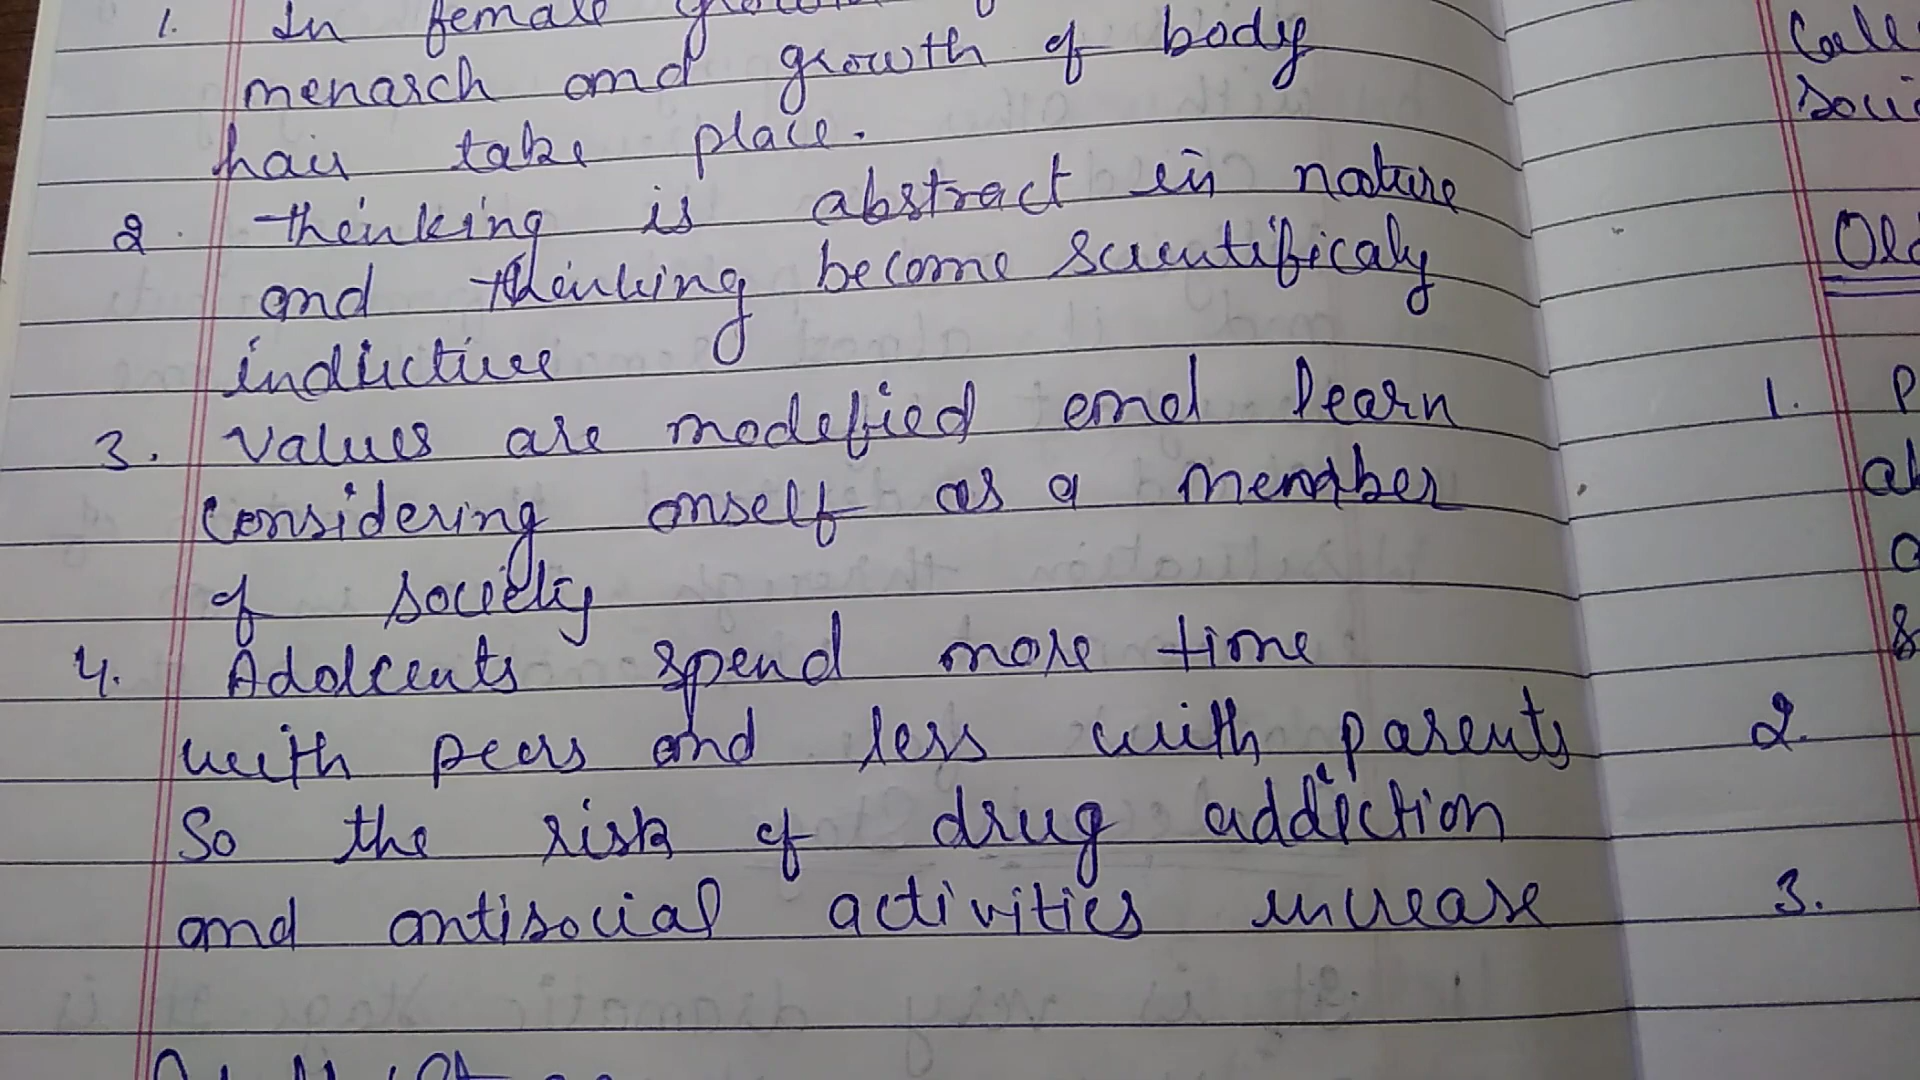 1. In female
menarch and growth of body
hair take place.
2. thinking is abstract in nature
and thinking become scientificaly
inductive
3. Values are modefied and learn
considering onself as a member
of society
4. Adolcents spend more time
with peers and less with parents
So the risk of drug addiction
and antisocial activities increase
1.
2.
3.